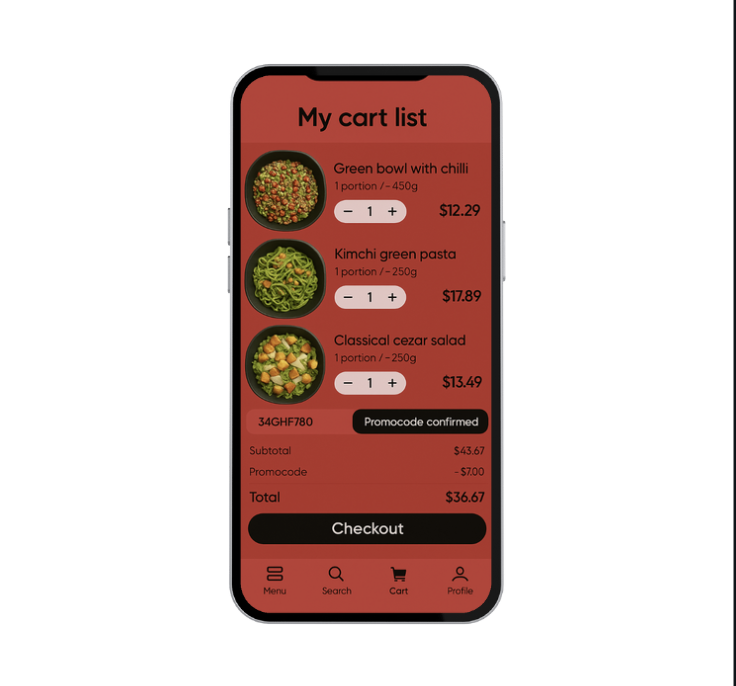 My cart list
Green bowl with chilli
1 portion /~ 450g
− 1 +
$12.29
Kimchi green pasta
1 portion /~ 250g
− 1 +
$17.89
Classical cezar salad
1 portion /~ 250g
− 1 +
$13.49
34GHF780 Promocode confirmed
Subtotal $43.67
Promocode -$7.00
Total $36.67
Checkout
Menu Search Cart Profile